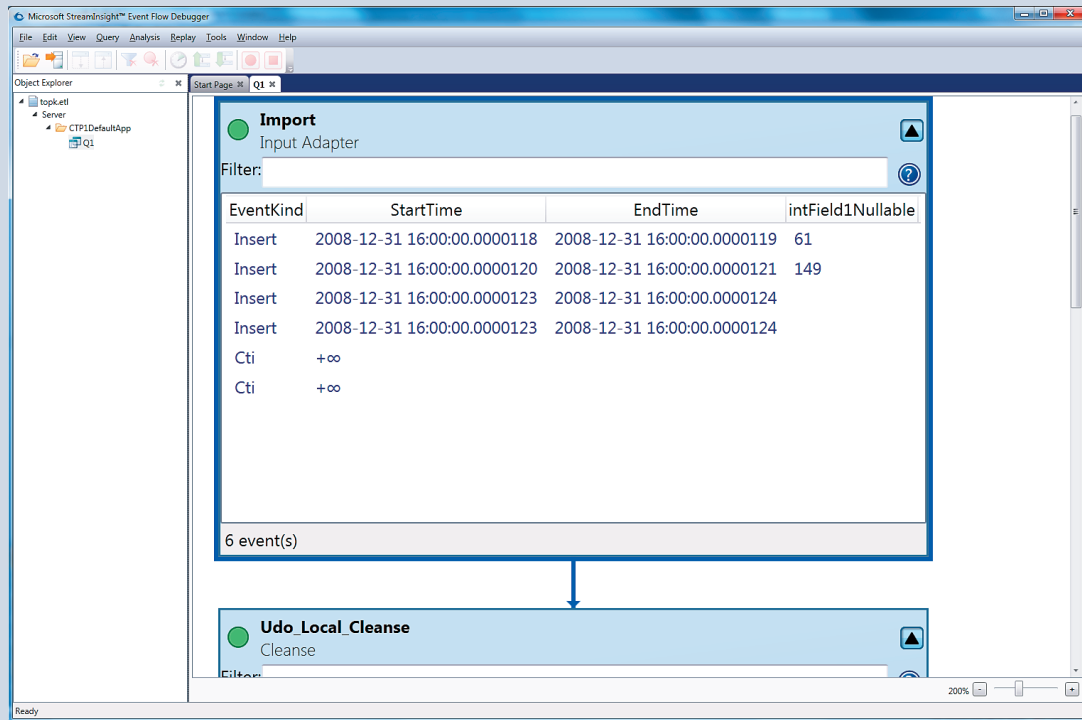 Microsoft StreamInsight™ Event Flow Debugger
File Edit View Query Analysis Replay Tools Window Help
Object Explorer
Start Page Q1
topk.etl
Server
CTP1DefaultApp
Q1
Import
Input Adapter
Filter:
?
EventKind StartTime EndTime intField1Nullable
Insert 2008-12-31 16:00:00.0000118 2008-12-31 16:00:00.0000119 61
Insert 2008-12-31 16:00:00.0000120 2008-12-31 16:00:00.0000121 149
Insert 2008-12-31 16:00:00.0000123 2008-12-31 16:00:00.0000124
Insert 2008-12-31 16:00:00.0000123 2008-12-31 16:00:00.0000124
Cti +∞
Cti +∞
6 event(s)
Udo_Local_Cleanse
Cleanse
Filter:
200% - +
Ready